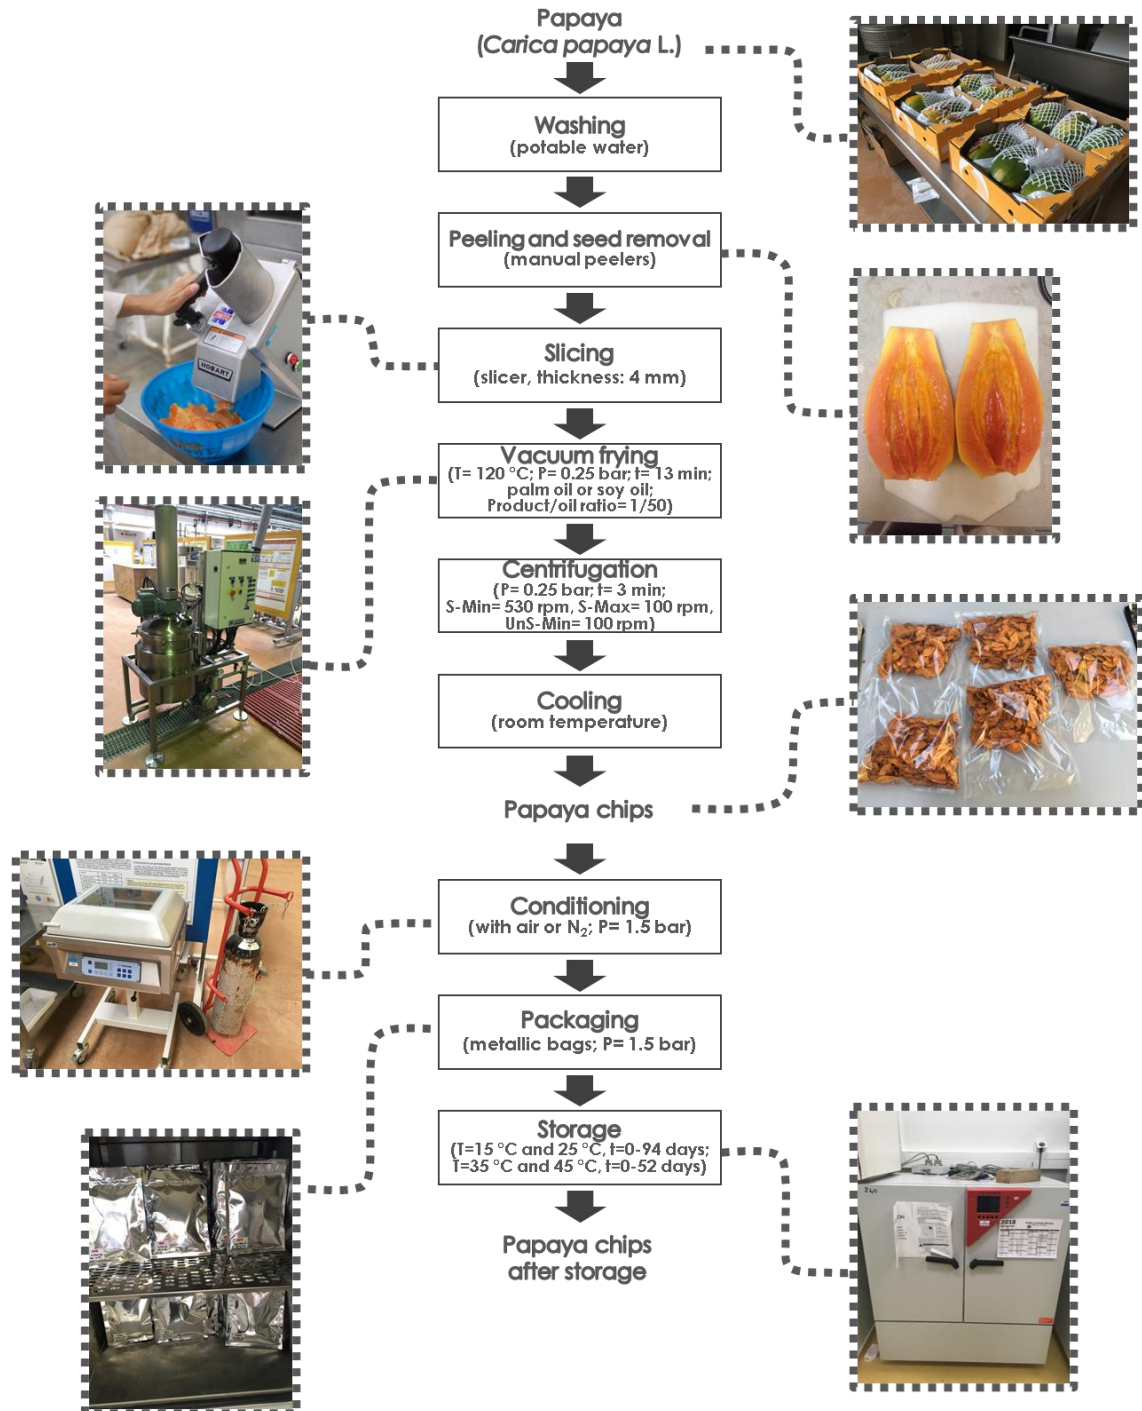 Papaya
(Carica papaya L.)
Washing
(potable water)
Peeling and seed removal
(manual peelers)
Slicing
(slicer, thickness: 4 mm)
HOBART
Vacuum frying
(T= 120 °C; P= 0.25 bar; t= 13 min;
palm oil or soy oil;
Product/oil ratio= 1/50)
Centrifugation
(P= 0.25 bar; t= 3 min;
S-Min= 530 rpm, S-Max= 100 rpm,
UnS-Min= 100 rpm)
Cooling
(room temperature)
Papaya chips
Conditioning
(with air or N₂; P= 1.5 bar)
Packaging
(metallic bags; P= 1.5 bar)
Storage
(T=15 °C and 25 °C, t=0-94 days;
T=35 °C and 45 °C, t=0-52 days)
Papaya chips
after storage
2016